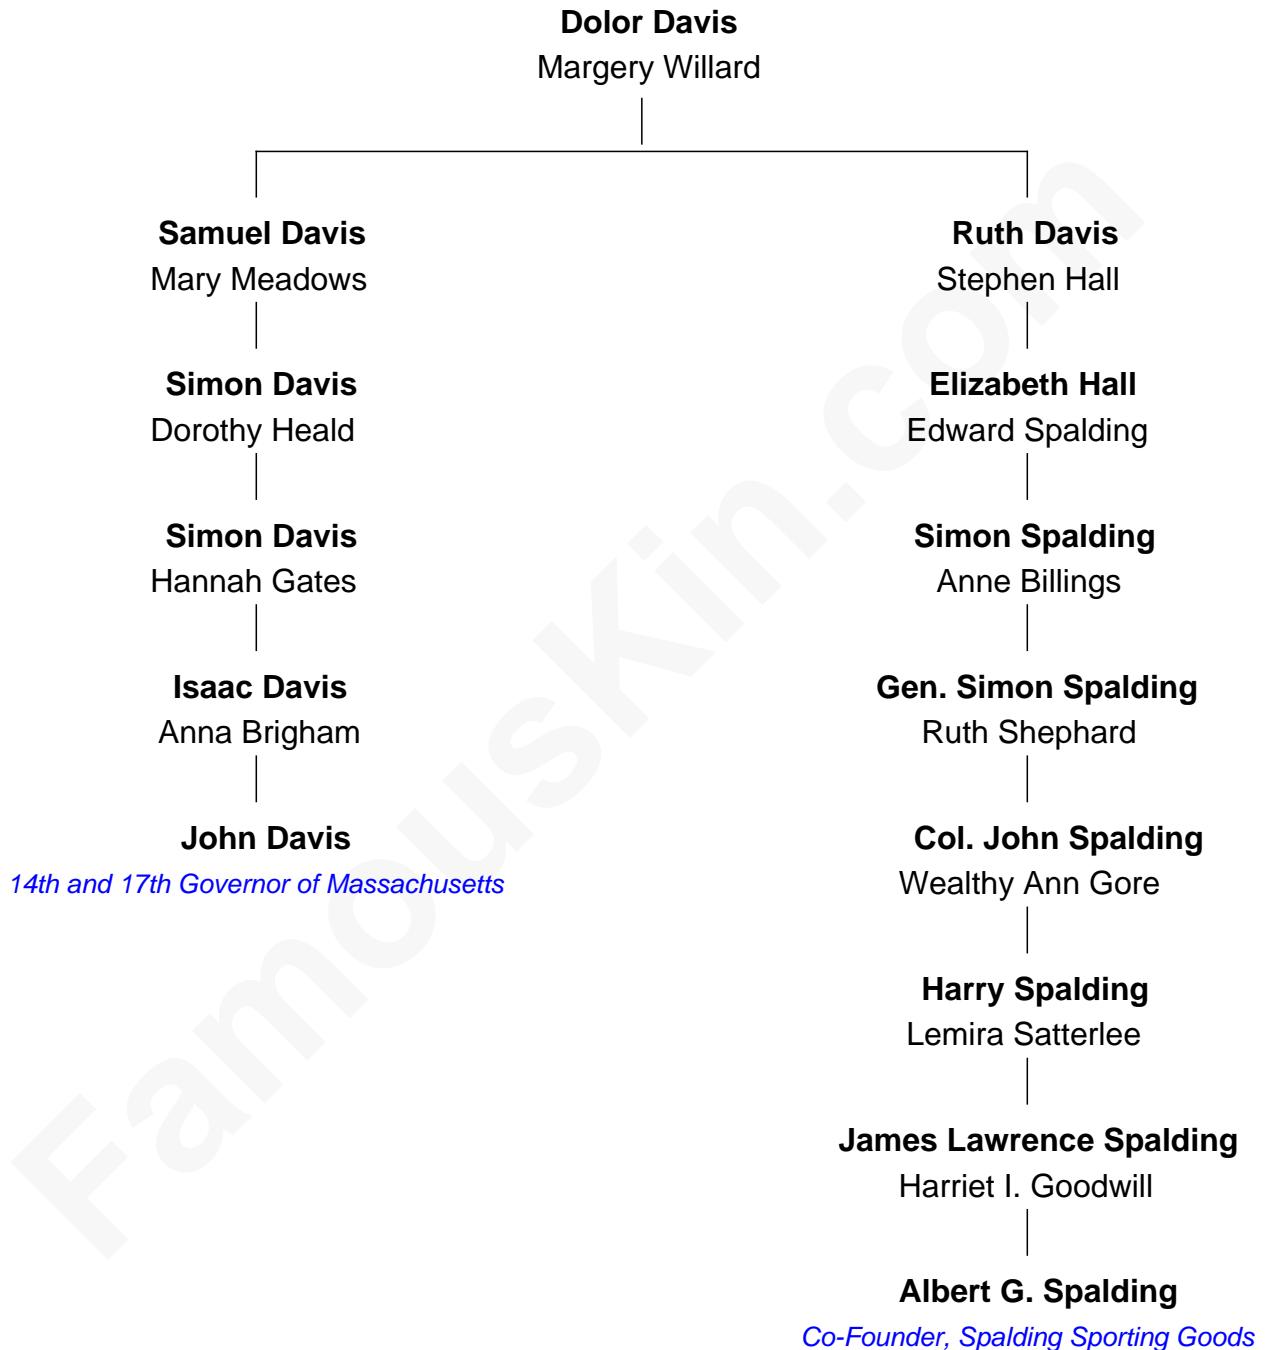 Dolor Davis
Margery Willard
Samuel Davis
Mary Meadows
Simon Davis
Dorothy Heald
Simon Davis
Hannah Gates
Isaac Davis
Anna Brigham
John Davis
14th and 17th Governor of Massachusetts
Ruth Davis
Stephen Hall
Elizabeth Hall
Edward Spalding
Simon Spalding
Anne Billings
Gen. Simon Spalding
Ruth Shephard
Col. John Spalding
Wealthy Ann Gore
Harry Spalding
Lemira Satterlee
James Lawrence Spalding
Harriet I. Goodwill
Albert G. Spalding
Co-Founder, Spalding Sporting Goods
FamousKin.com